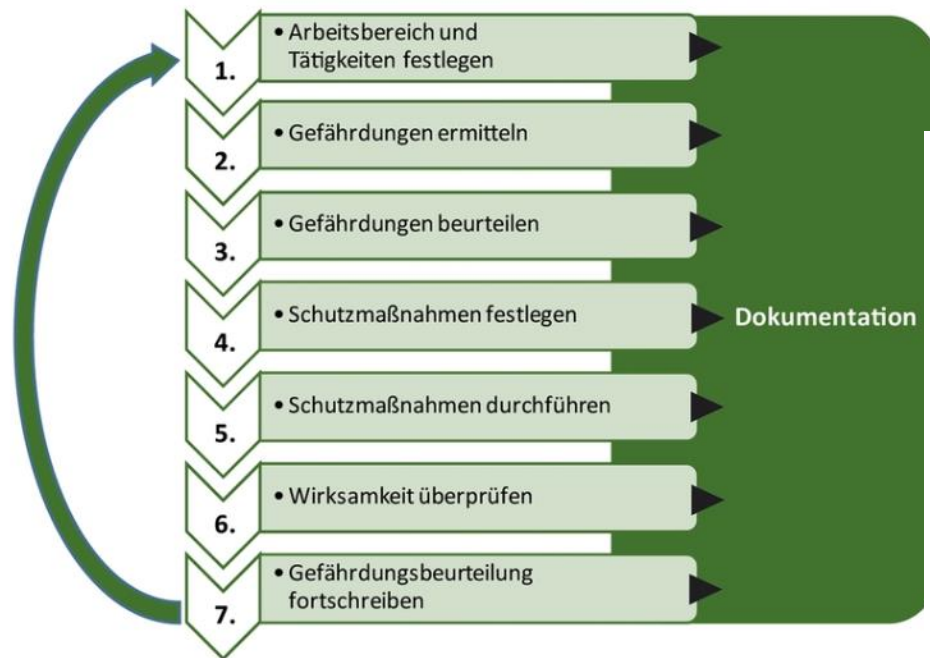 1.
• Arbeitsbereich und
Tätigkeiten festlegen
2.
• Gefährdungen ermitteln
3.
• Gefährdungen beurteilen
4.
• Schutzmaßnahmen festlegen
5.
• Schutzmaßnahmen durchführen
6.
• Wirksamkeit überprüfen
7.
• Gefährdungsbeurteilung
fortschreiben
Dokumentation